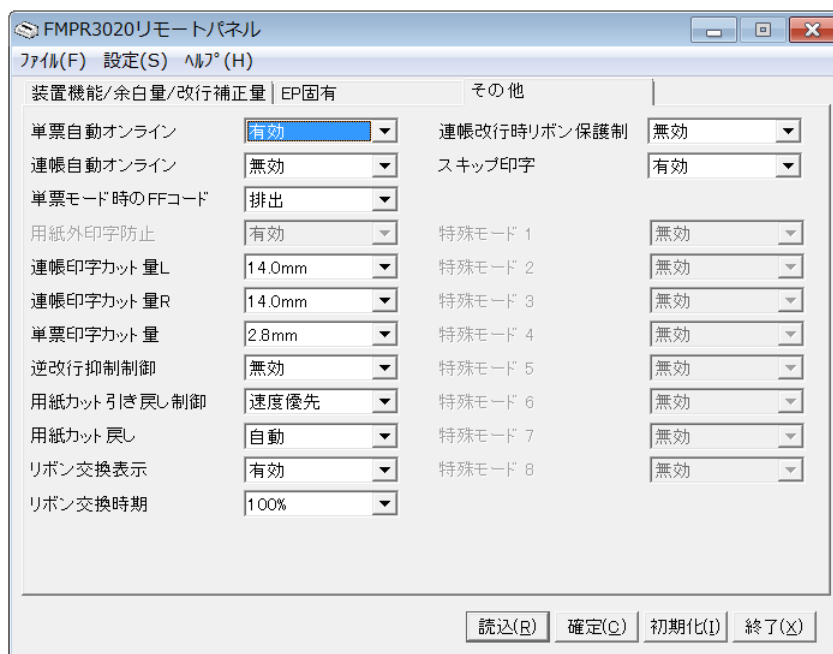 FMPR3020リモートパネル
ファイル(F) 設定(S) ヘルプ(H)
装置機能/余白量/改行補正量 EP固有 その他
単票自動オンライン 有効 連帳改行時リボン保護制 無効
連帳自動オンライン 無効 スキップ印字 有効
単票モード時のFFコード 排出
用紙外印字防止 有効 特殊モード 1 無効
連帳印字カット量L 14.0mm 特殊モード 2 無効
連帳印字カット量R 14.0mm 特殊モード 3 無効
単票印字カット量 2.8mm 特殊モード 4 無効
逆改行抑制制御 無効 特殊モード 5 無効
用紙カット引き戻し制御 速度優先 特殊モード 6 無効
用紙カット戻し 自動 特殊モード 7 無効
リボン交換表示 有効 特殊モード 8 無効
リボン交換時期 100%
読込(R) 確定(C) 初期化(I) 終了(X)